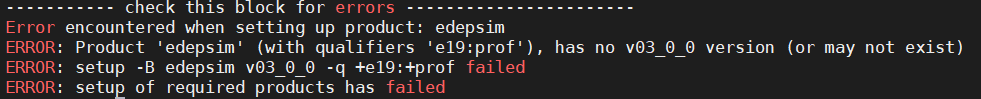 ----------- check this block for errors -----------------------
Error encountered when setting up product: edepsim
ERROR: Product 'edepsim' (with qualifiers 'e19:prof'), has no v03_0_0 version (or may not exist)
ERROR: setup -B edepsim v03_0_0 -q +e19:+prof failed
ERROR: setup of required products has failed